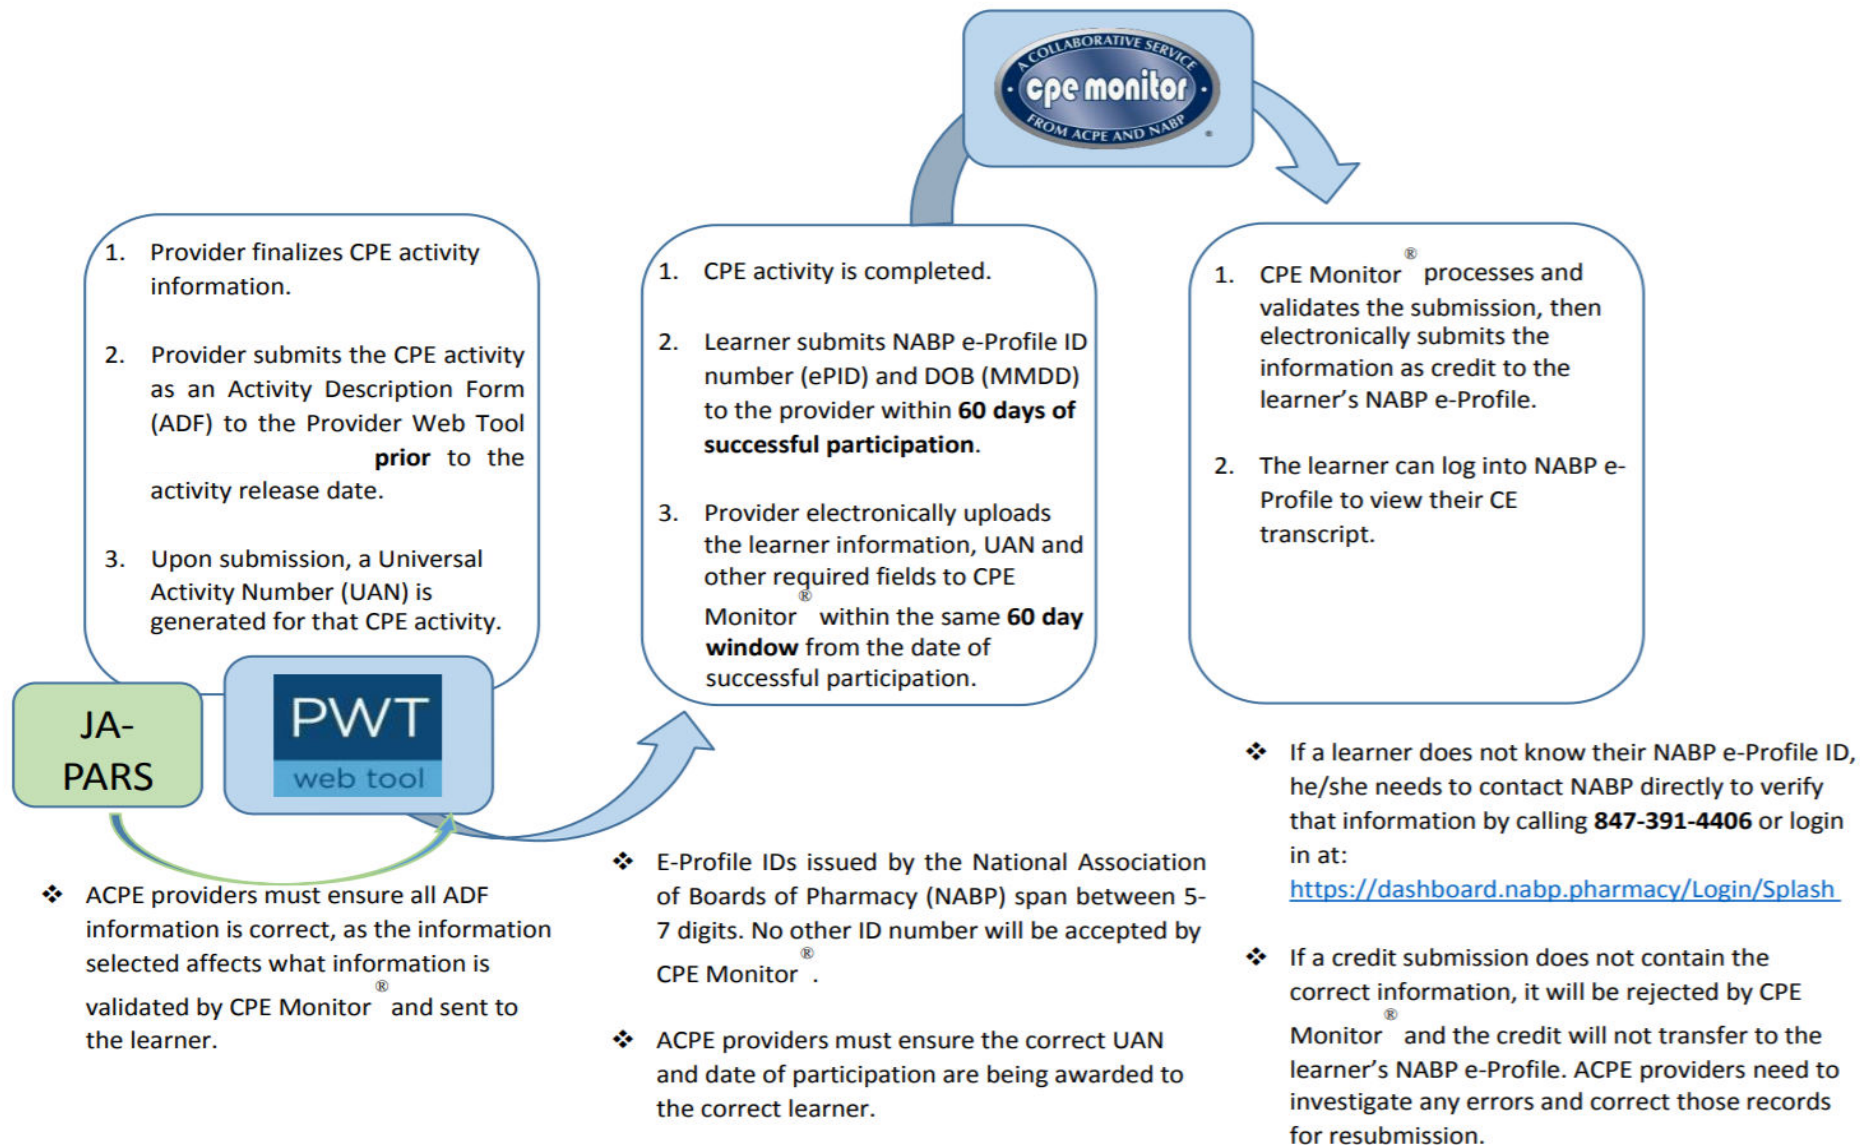 A COLLABORATIVE SERVICE
cpe monitor
FROM ACPE AND NABP
®
1. Provider finalizes CPE activity
information.
2. Provider submits the CPE activity
as an Activity Description Form
(ADF) to the Provider Web Tool
prior to the
activity release date.
3. Upon submission, a Universal
Activity Number (UAN) is
generated for that CPE activity.
JA-
PARS
PWT
web tool
❖ ACPE providers must ensure all ADF
information is correct, as the information
selected affects what information is
validated by CPE Monitor® and sent to
the learner.
1. CPE activity is completed.
2. Learner submits NABP e-Profile ID
number (ePID) and DOB (MMDD)
to the provider within 60 days of
successful participation.
3. Provider electronically uploads
the learner information, UAN and
other required fields to CPE
Monitor® within the same 60 day
window from the date of
successful participation.
❖ E-Profile IDs issued by the National Association
of Boards of Pharmacy (NABP) span between 5-
7 digits. No other ID number will be accepted by
CPE Monitor®.
❖ ACPE providers must ensure the correct UAN
and date of participation are being awarded to
the correct learner.
1. CPE Monitor® processes and
validates the submission, then
electronically submits the
information as credit to the
learner’s NABP e-Profile.
2. The learner can log into NABP e-
Profile to view their CE
transcript.
❖ If a learner does not know their NABP e-Profile ID,
he/she needs to contact NABP directly to verify
that information by calling 847-391-4406 or login
in at:
https://dashboard.nabp.pharmacy/Login/Splash
❖ If a credit submission does not contain the
correct information, it will be rejected by CPE
Monitor® and the credit will not transfer to the
learner’s NABP e-Profile. ACPE providers need to
investigate any errors and correct those records
for resubmission.